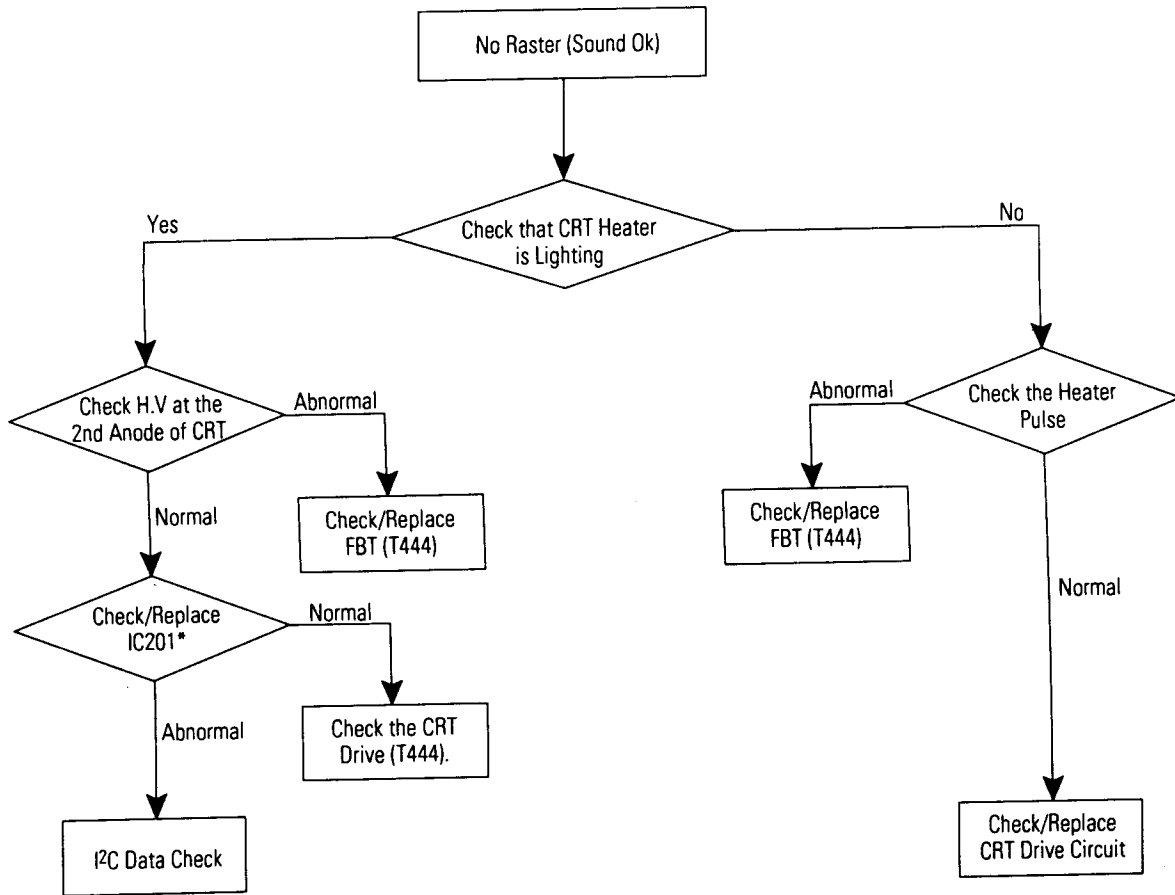 No Raster (Sound Ok)
Check that CRT Heater
is Lighting
Yes
No
Check H.V at the
2nd Anode of CRT
Abnormal
Normal
Check/Replace
FBT (T444)
Check/Replace
IC201*
Normal
Abnormal
Check the CRT
Drive (T444).
I²C Data Check
Check the Heater
Pulse
Abnormal
Normal
Check/Replace
FBT (T444)
Check/Replace
CRT Drive Circuit